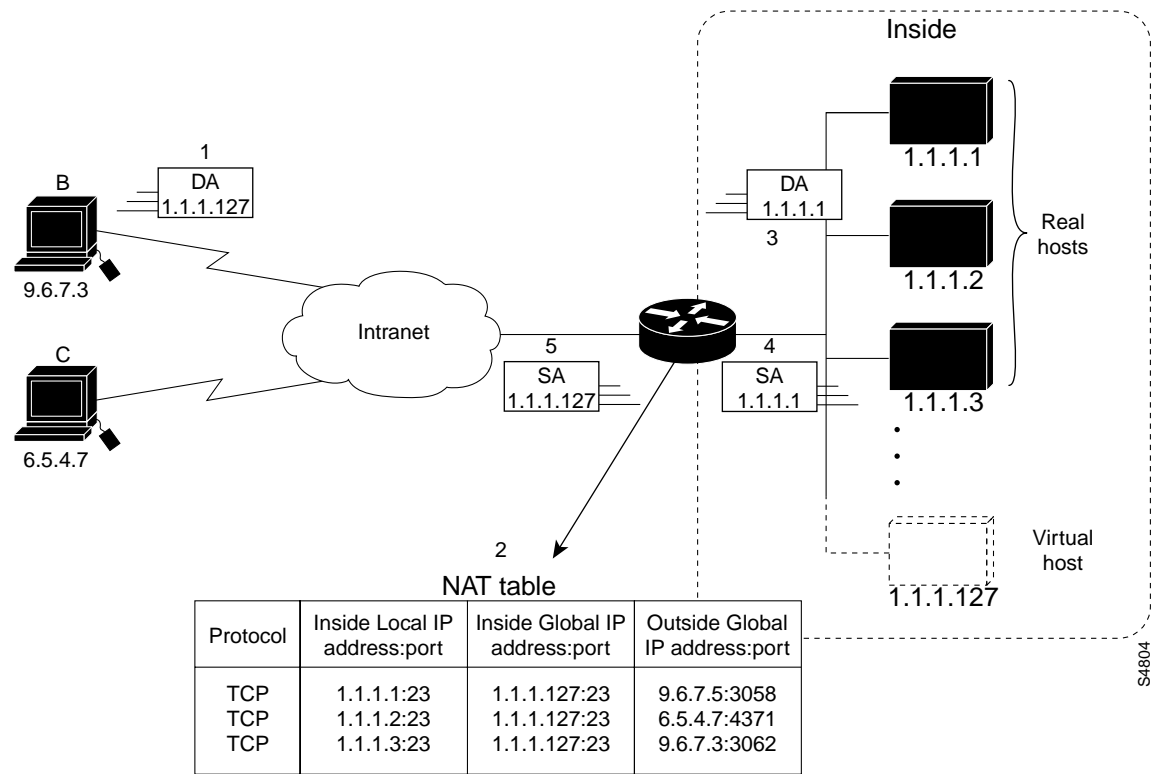 Inside
1
B
DA
1.1.1.127
9.6.7.3
C
6.5.4.7
Intranet
5
SA
1.1.1.127
DA
1.1.1.1
3
4
SA
1.1.1.1
1.1.1.1
1.1.1.2
1.1.1.3
Real
hosts
Virtual
host
1.1.1.127
2
NAT table
Protocol
Inside Local IP
address:port
Inside Global IP
address:port
Outside Global
IP address:port
TCP 1.1.1.1:23 1.1.1.127:23 9.6.7.5:3058
TCP 1.1.1.2:23 1.1.1.127:23 6.5.4.7:4371
TCP 1.1.1.3:23 1.1.1.127:23 9.6.7.3:3062
S4804